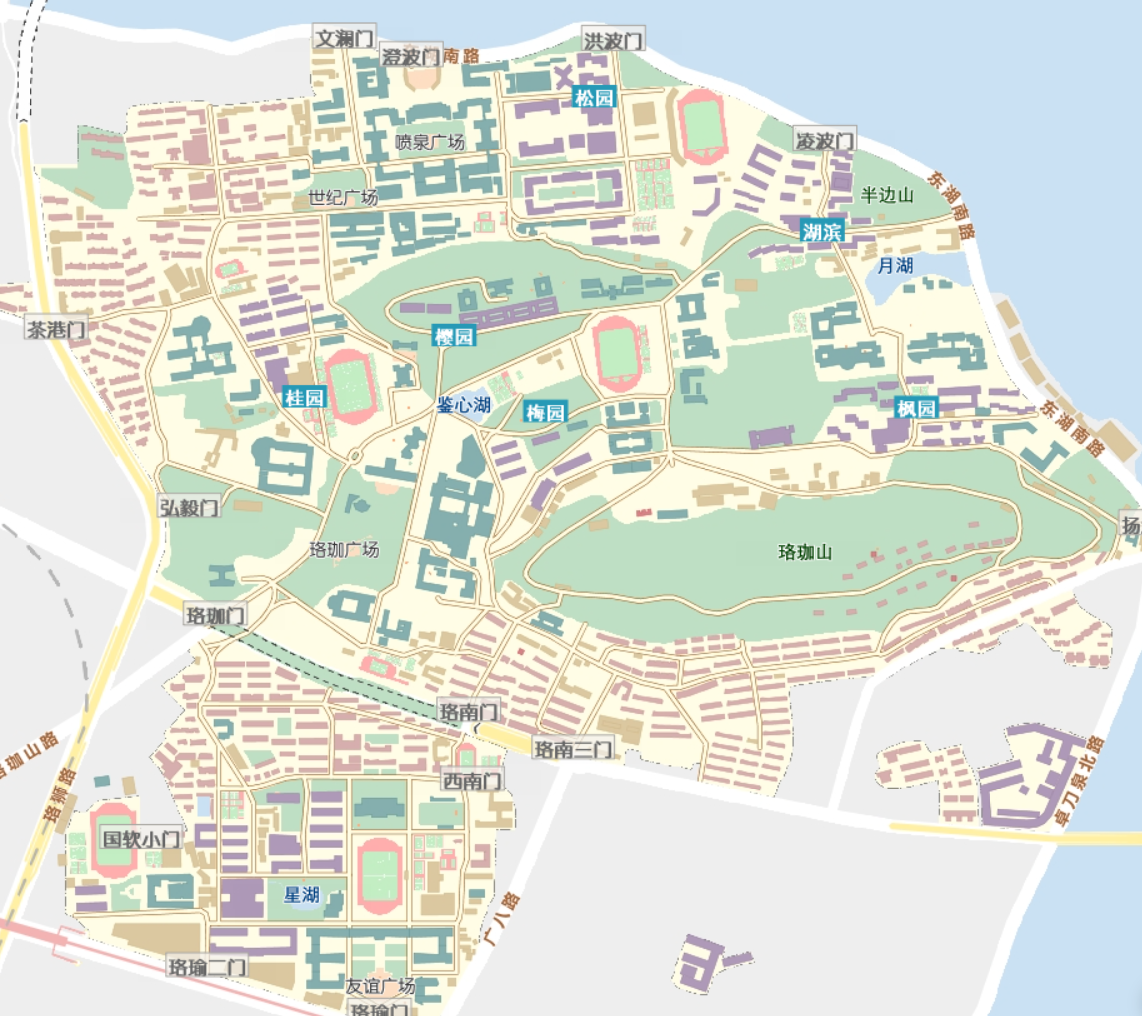 文澜门
洪波门
澄波门
南路
松园
喷泉广场
凌波门
世纪广场
半边山
东湖南路
湖滨
月湖
茶港门
樱园
桂园
鉴心湖
梅园
枫园
东湖南路
弘毅门
扬
珞珈广场
珞珈山
珞珈门
珞南门
珞南三门
珞珈山路
西南门
珞狮路
卓刀泉北路
国软小门
星湖
广八路
珞瑜二门
友谊广场
珞瑜门